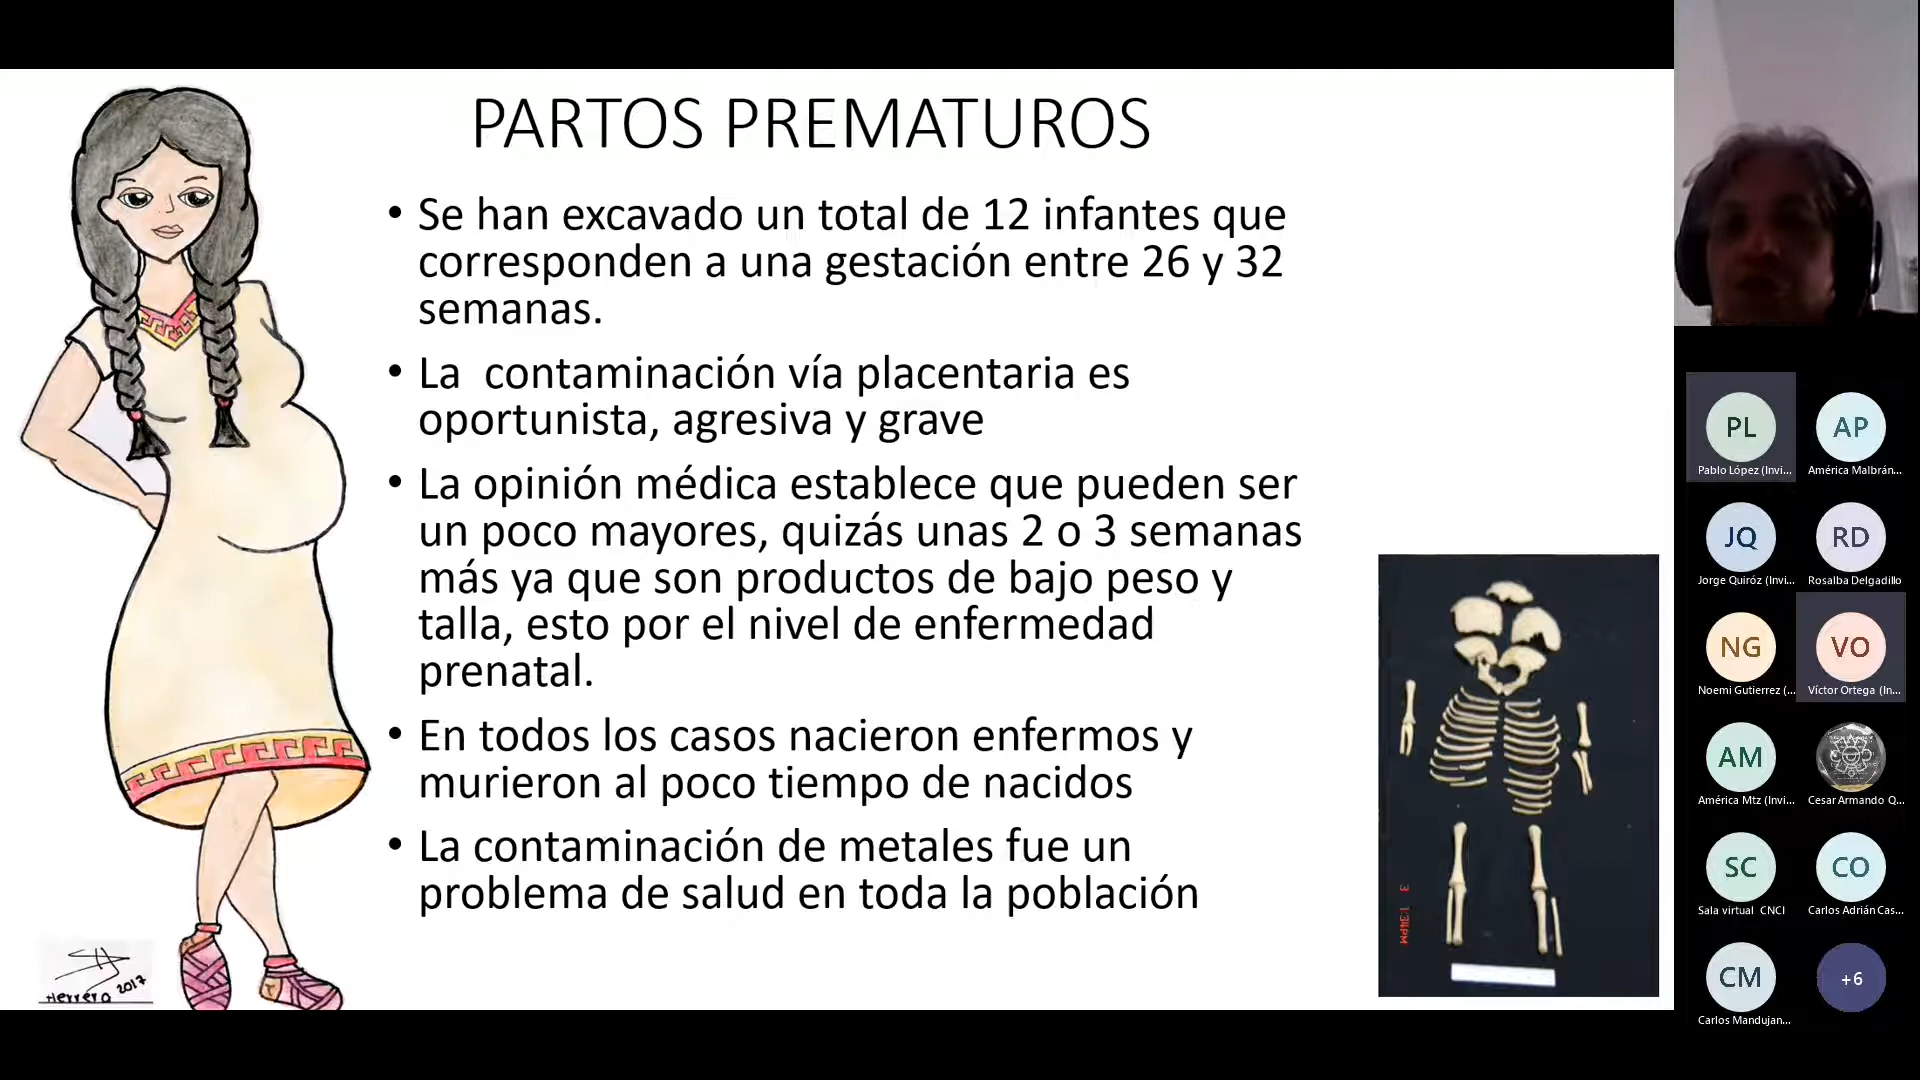 PARTOS PREMATUROS
• Se han excavado un total de 12 infantes que
corresponden a una gestación entre 26 y 32
semanas.
• La  contaminación vía placentaria es
oportunista, agresiva y grave
• La opinión médica establece que pueden ser
un poco mayores, quizás unas 2 o 3 semanas
más ya que son productos de bajo peso y
talla, esto por el nivel de enfermedad
prenatal.
• En todos los casos nacieron enfermos y
murieron al poco tiempo de nacidos
• La contaminación de metales fue un
problema de salud en toda la población
Herrero 2017
3 1:34PM
PL
AP
Pablo López (Invi...
América Malbrán...
JQ
RD
Jorge Quiróz (Invi...
Rosalba Delgadillo
NG
VO
Noemi Gutierrez (...
Víctor Ortega (In...
AM
América Mtz (Invi...
Cesar Armando Q...
SC
CO
Sala virtual CNCI
Carlos Adrián Cas...
CM
+6
Carlos Mandujan...